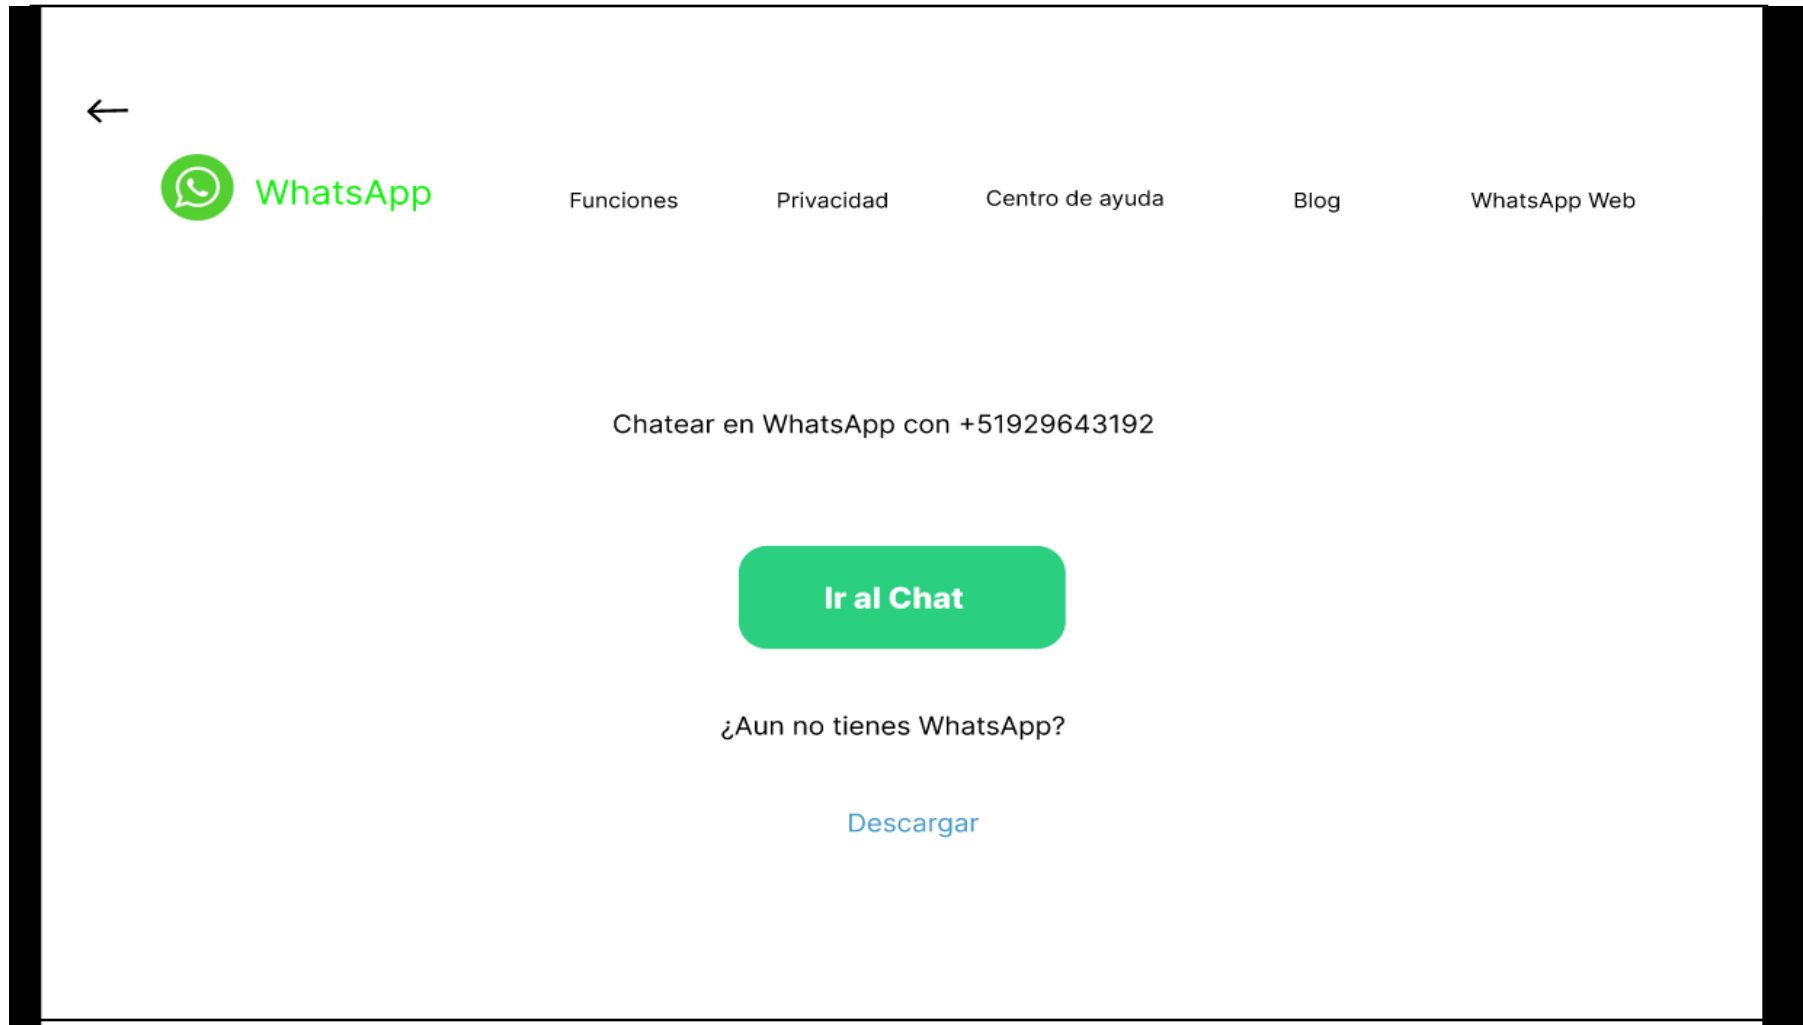 WhatsApp
Funciones
Privacidad
Centro de ayuda
Blog
WhatsApp Web
Chatear en WhatsApp con +51929643192
Ir al Chat
¿Aun no tienes WhatsApp?
Descargar